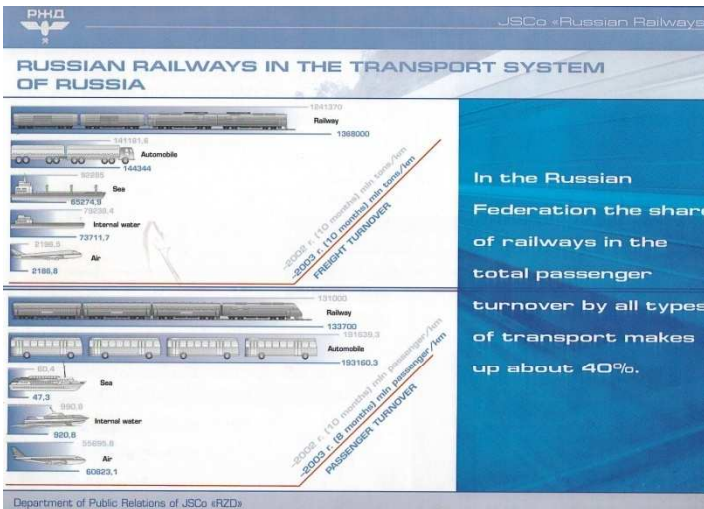 РЖД
JSCo «Russian Railways
RUSSIAN RAILWAYS IN THE TRANSPORT SYSTEM
OF RUSSIA
1241370
Railway
1368000
Automobile
144344
Sea
65274,9
Internal water
73711,7
Air
2186,8
-2002 г. (10 months) mln tons/km
-2003 г. (10 months) mln tons/km
FREIGHT TURNOVER
131000
Railway
133700
Automobile
193160,3
60,4
Sea
47,3
990,8
Internal water
920,8
Air
60823,1
-2002 г. (10 months) mln passenger/km
-2003 г. (8 months) mln passenger/km
PASSENGER TURNOVER
In the Russian
Federation the share
of railways in the
total passenger
turnover by all types
of transport makes
up about 40%.
Department of Public Relations of JSCo «RZD»